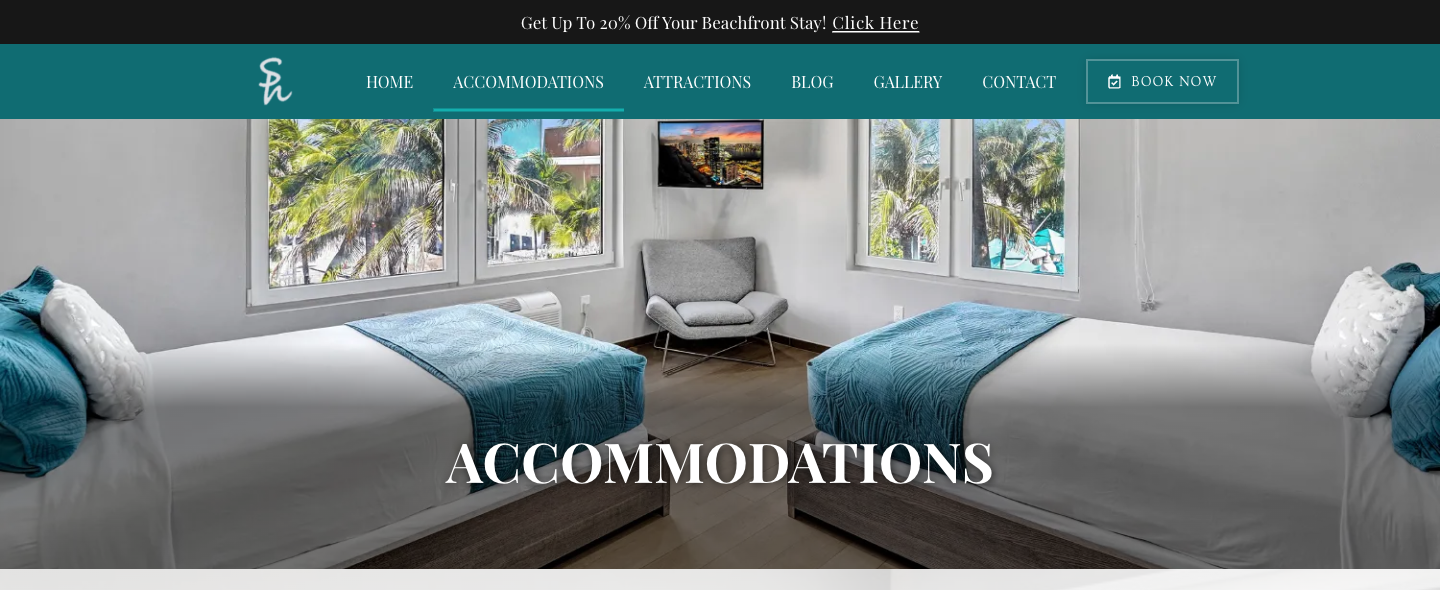 Get Up To 20% Off Your Beachfront Stay! Click Here
Sh
HOME ACCOMMODATIONS ATTRACTIONS BLOG GALLERY CONTACT BOOK NOW
ACCOMMODATIONS